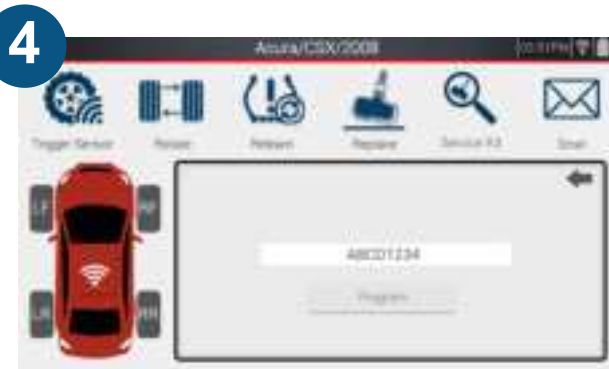 4
Acura/CSX/2008
Trigger Sensor
Rotate
Relearn
Replace
Service Kit
Email
LF
RF
ABCD1234
Program
LR
RR